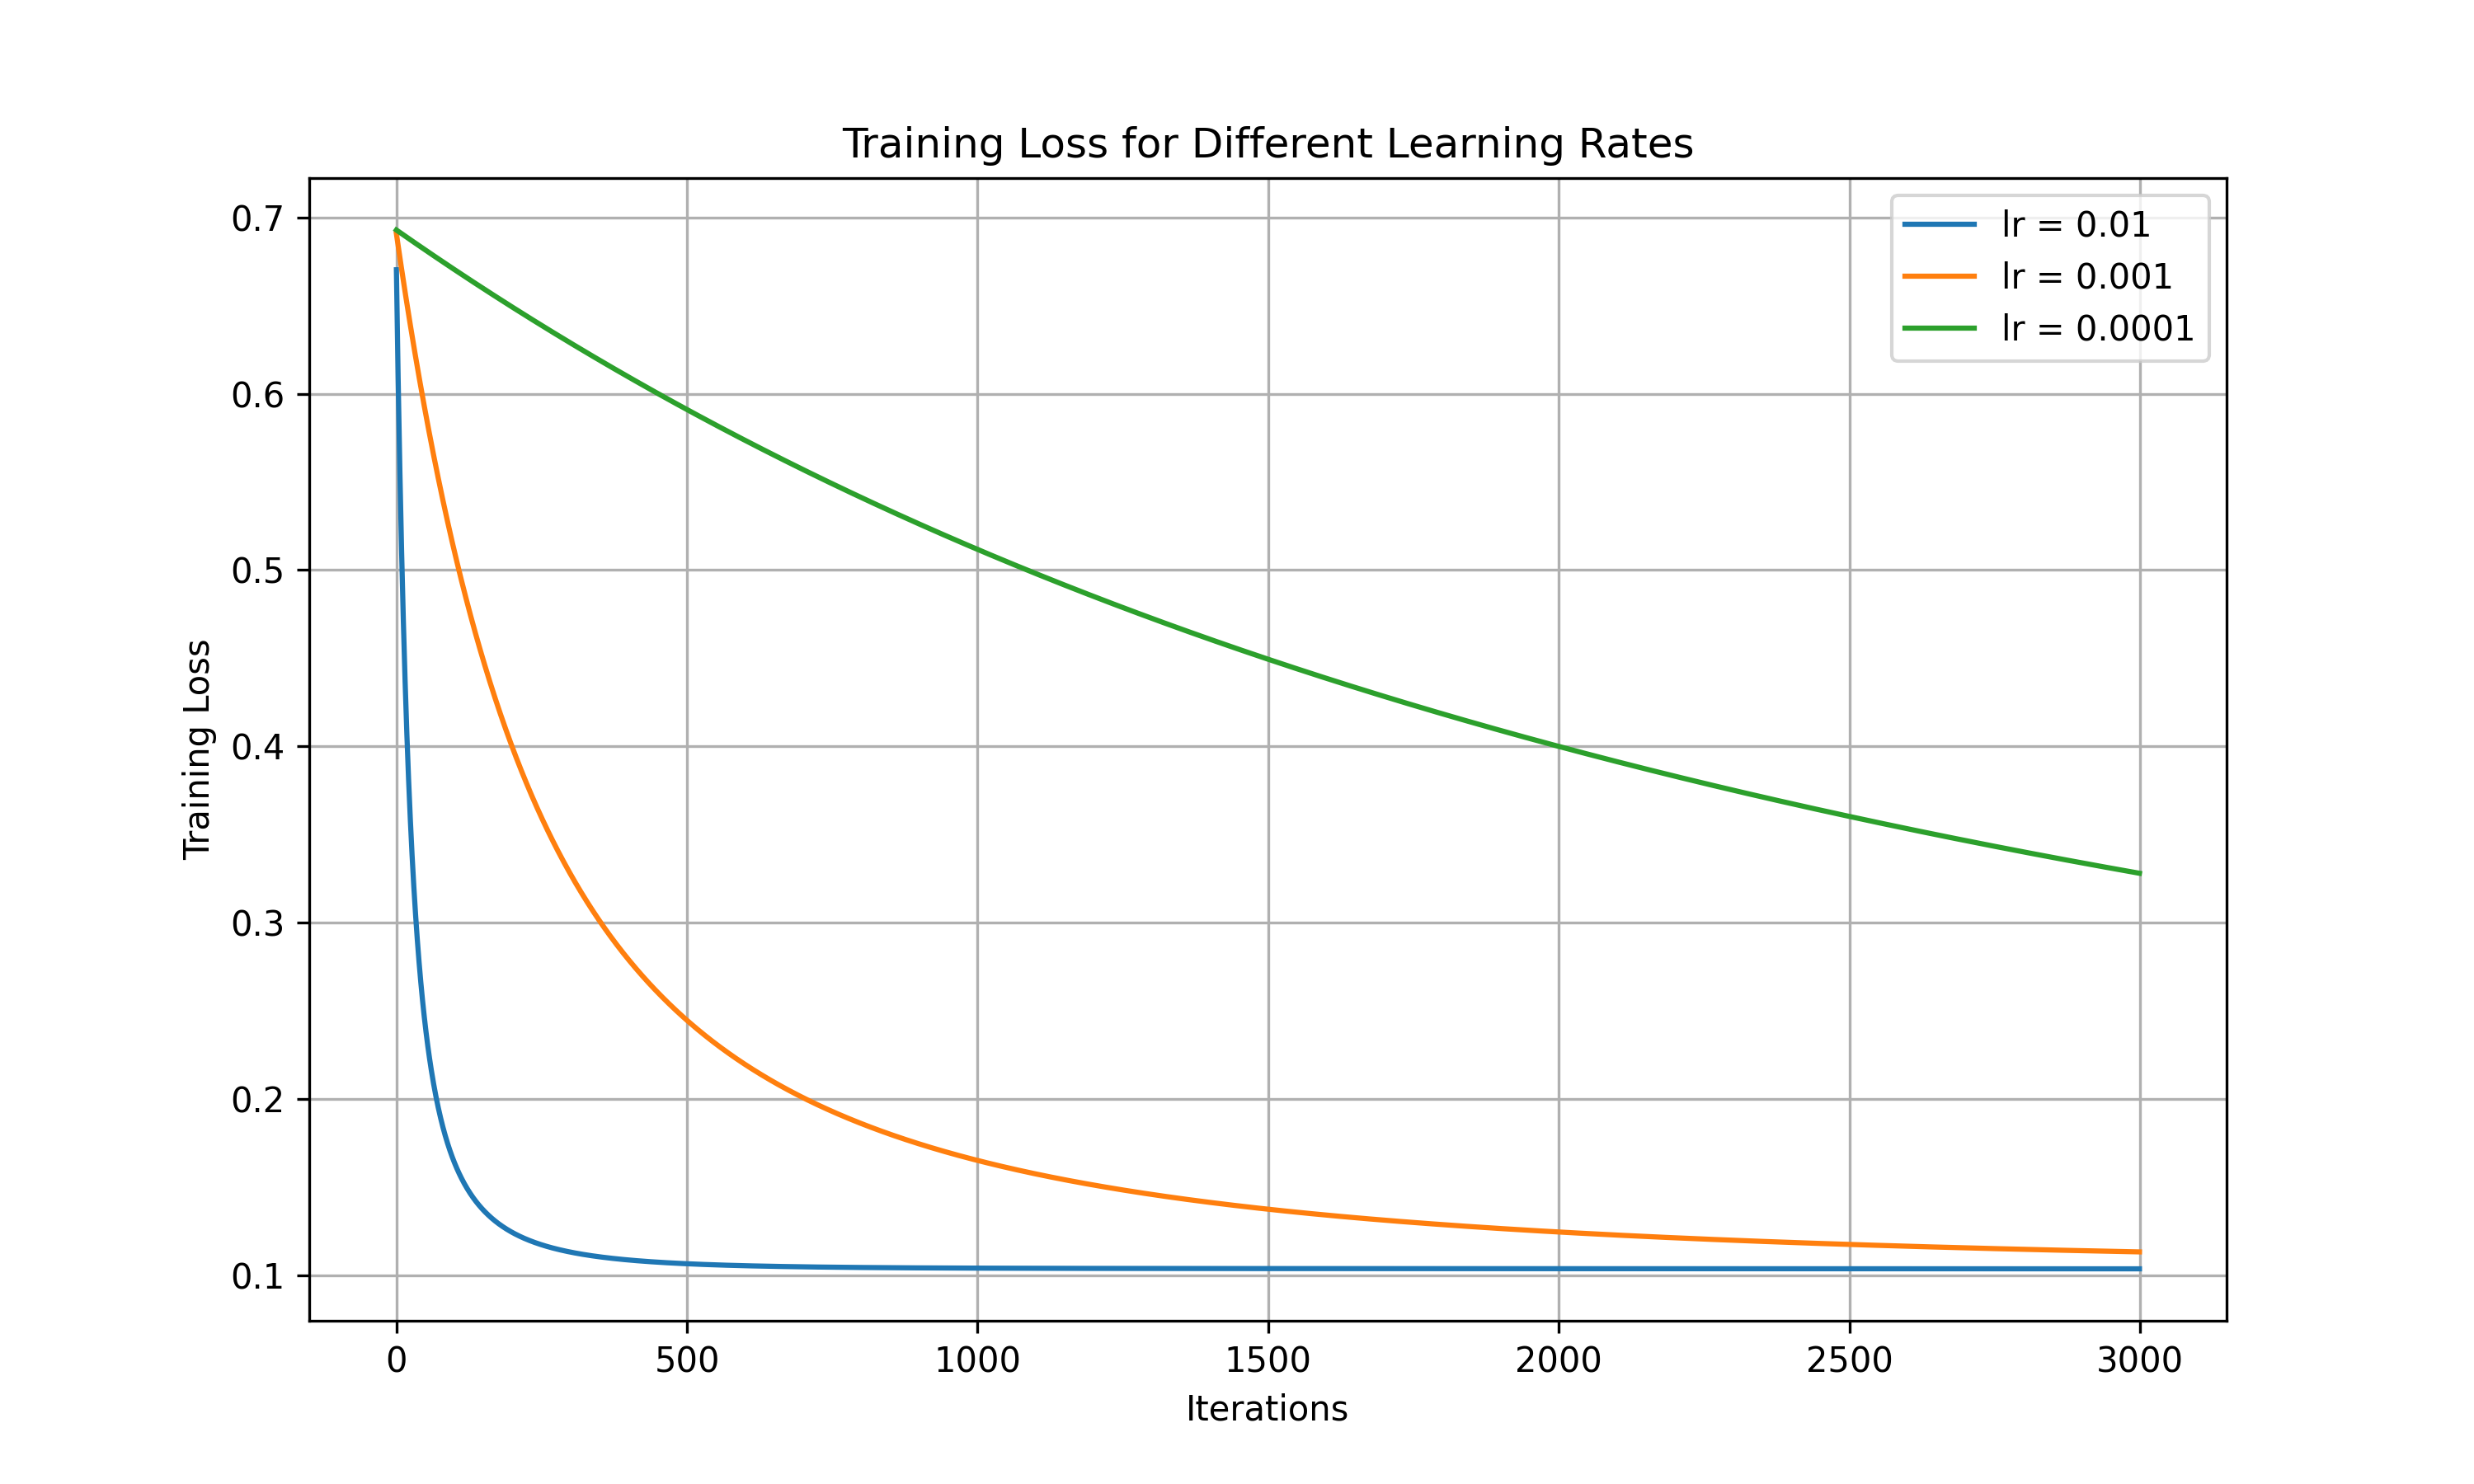 Training Loss for Different Learning Rates
lr = 0.01
lr = 0.001
lr = 0.0001
0.7
0.6
0.5
0.4
0.3
0.2
0.1
Training Loss
0 500 1000 1500 2000 2500 3000
Iterations